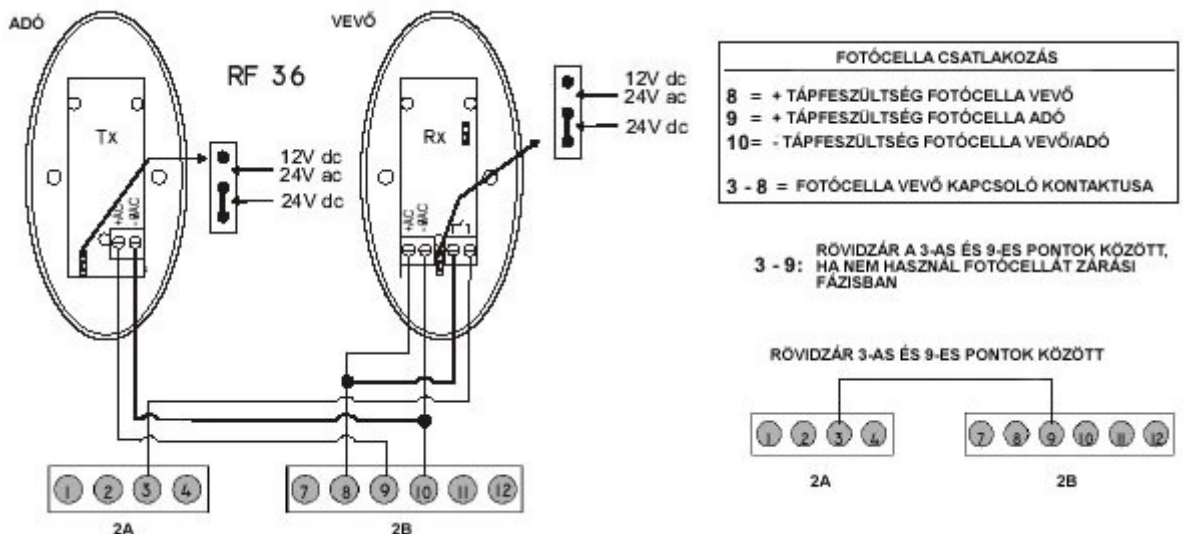 ADÓ
VEVŐ
RF 36
Tx
12V dc
24V ac
24V dc
Rx
12V dc
24V ac
24V dc
FOTÓCELLA CSATLAKOZÁS
8 = + TÁPFESZÜLTSÉG FOTÓCELLA VEVŐ
9 = + TÁPFESZÜLTSÉG FOTÓCELLA ADÓ
10= - TÁPFESZÜLTSÉG FOTÓCELLA VEVŐ/ADÓ
3 - 8 = FOTÓCELLA VEVŐ KAPCSOLÓ KONTAKTUSA
3 - 9: RÖVIDZÁR A 3-AS ÉS 9-ES PONTOK KÖZÖTT,
HA NEM HASZNÁL FOTÓCELLÁT ZÁRÁSI
FÁZISBAN
RÖVIDZÁR 3-AS ÉS 9-ES PONTOK KÖZÖTT
1 2 3 4
7 8 9 10 11 12
2A
2B
+AC
+AC
1 2 3 4
7 8 9 10 11 12
2A
2B